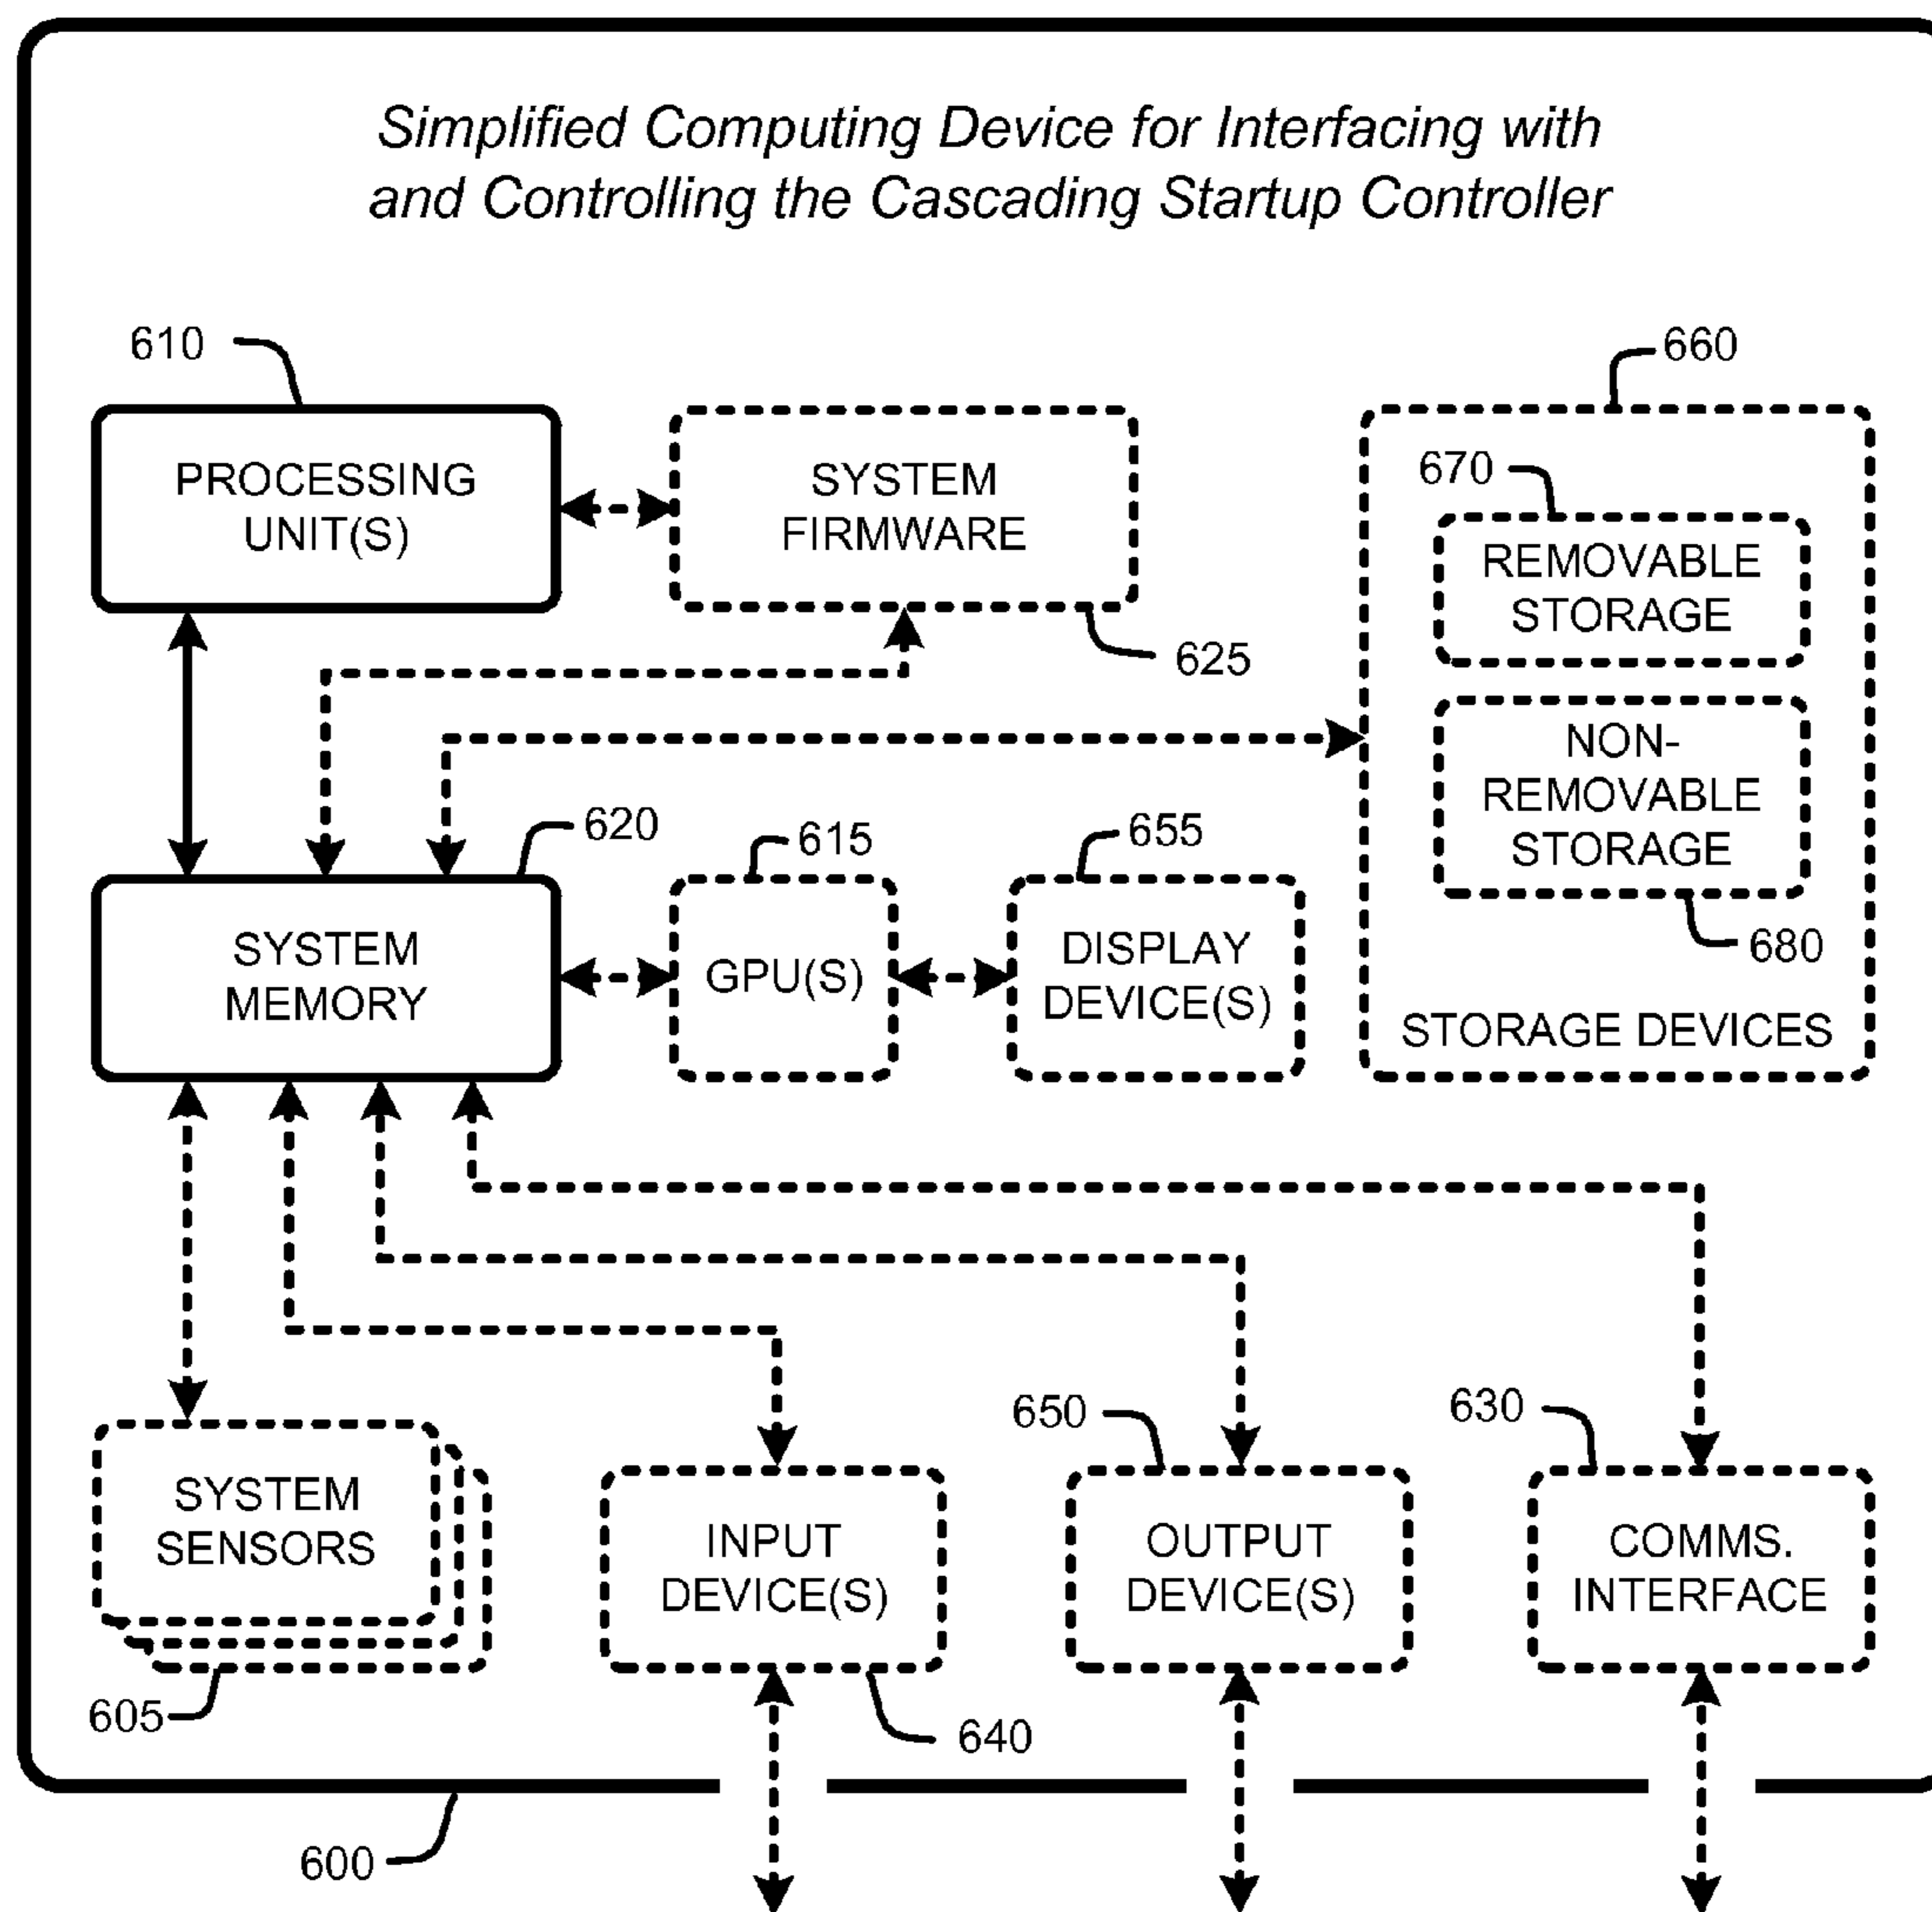 Simplified Computing Device for Interfacing with
and Controlling the Cascading Startup Controller
610
660
PROCESSING
UNIT(S)
SYSTEM
FIRMWARE
625
670
REMOVABLE
STORAGE
NON-
REMOVABLE
STORAGE
680
STORAGE DEVICES
620
SYSTEM
MEMORY
615
GPU(S)
655
DISPLAY
DEVICE(S)
SYSTEM
SENSORS
605
INPUT
DEVICE(S)
640
650
OUTPUT
DEVICE(S)
630
COMMS.
INTERFACE
600